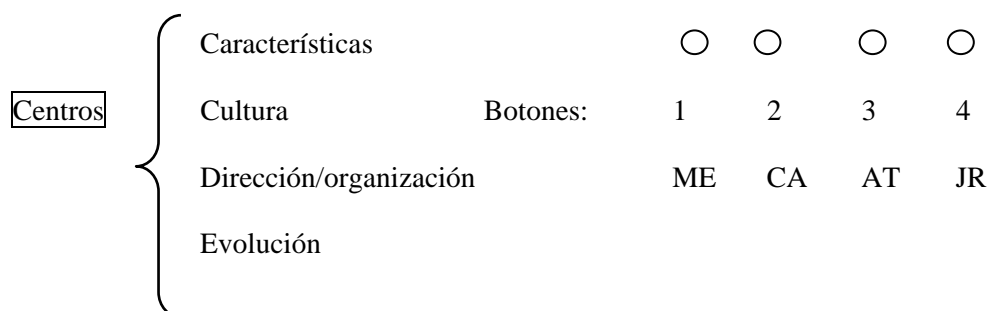 Características
Centros Cultura Botones: 1 2 3 4
Dirección/organización ME CA AT JR
Evolución